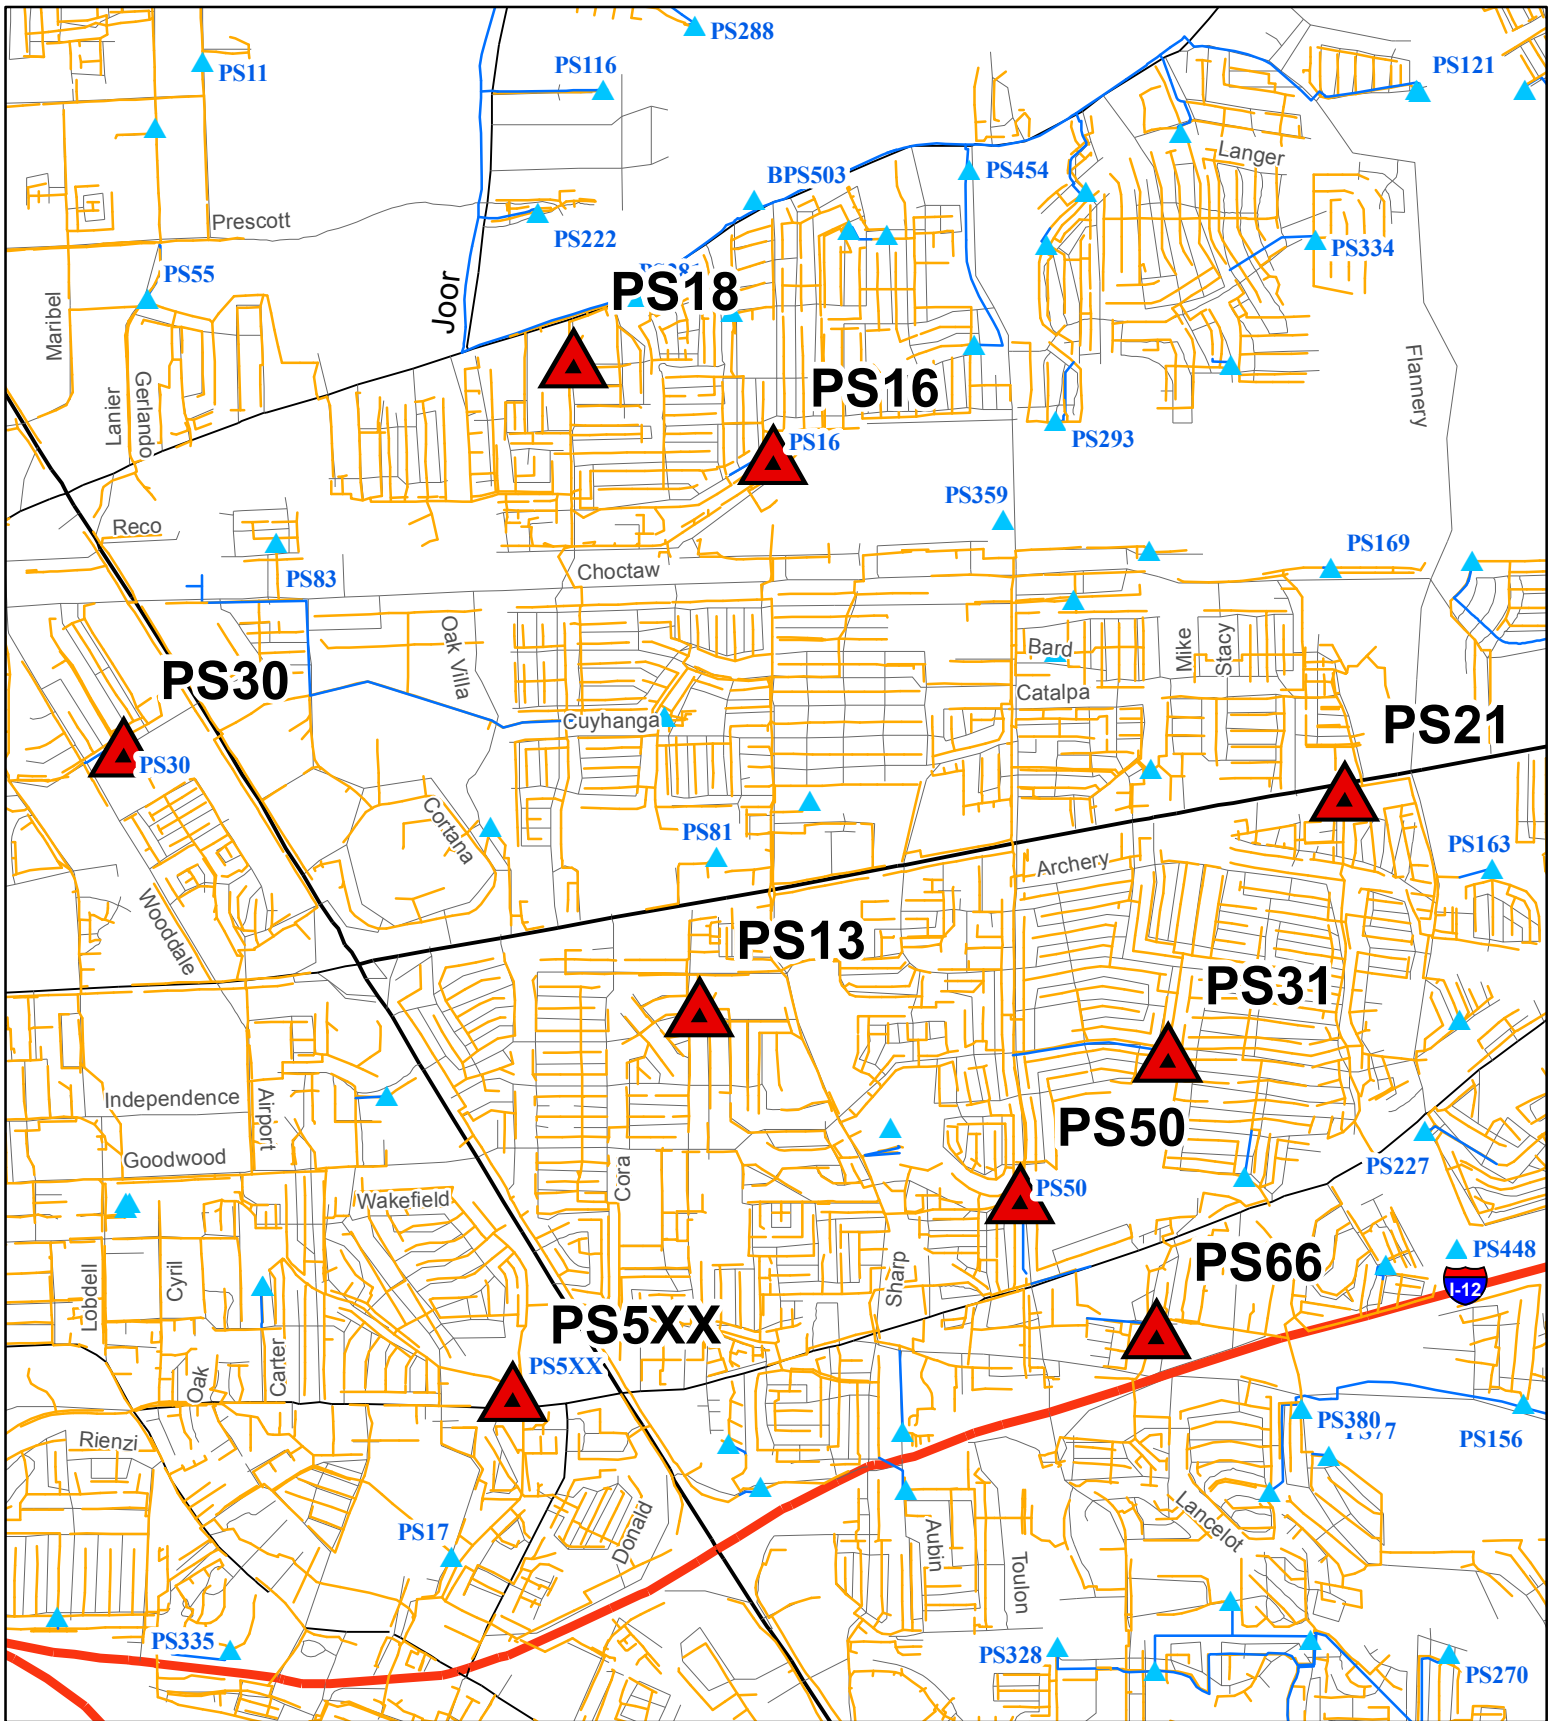 PS288
PS11
PS116
PS121
Langer
BPS503
PS454
Prescott
PS222
PS334
PS55
PS18
Joor
Maribel
Flannery
Lanier
Gerlando
PS16
PS16
PS293
PS359
Reco
PS83
Choctaw
PS169
Oak Villa
Bard
Mike
Stacy
Catalpa
PS30
PS30
Cuyhanga
PS21
Cortana
PS81
PS163
Archery
Wooddale
PS13
PS31
Independence
Airport
PS50
Goodwood
PS227
Cora
Wakefield
PS50
PS448
I-12
PS66
Sharp
Lobdell
Cyril
PS5XX
PS5XX
Carter
Oak
PS380
PS156
Rienzi
PS17
Donald
Aubin
Toulon
Lancelot
PS335
PS328
PS270